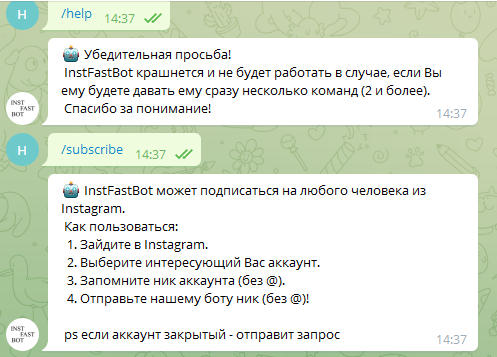 Н
/help 14:37
🤖 Убедительная просьба!
InstFastBot крашнется и не будет работать в случае, если Вы
ему будете давать ему сразу несколько команд (2 и более).
Спасибо за понимание!
INST
FAST
BOT
14:37
Н
/subscribe 14:37
🤖 InstFastBot может подписаться на любого человека из
Instagram.
Как пользоваться:
1. Зайдите в Instagram.
2. Выберите интересующий Вас аккаунт.
3. Запомните ник аккаунта (без @).
4. Отправьте нашему боту ник (без @)!
ps если аккаунт закрытый - отправит запрос
INST
FAST
BOT
14:37